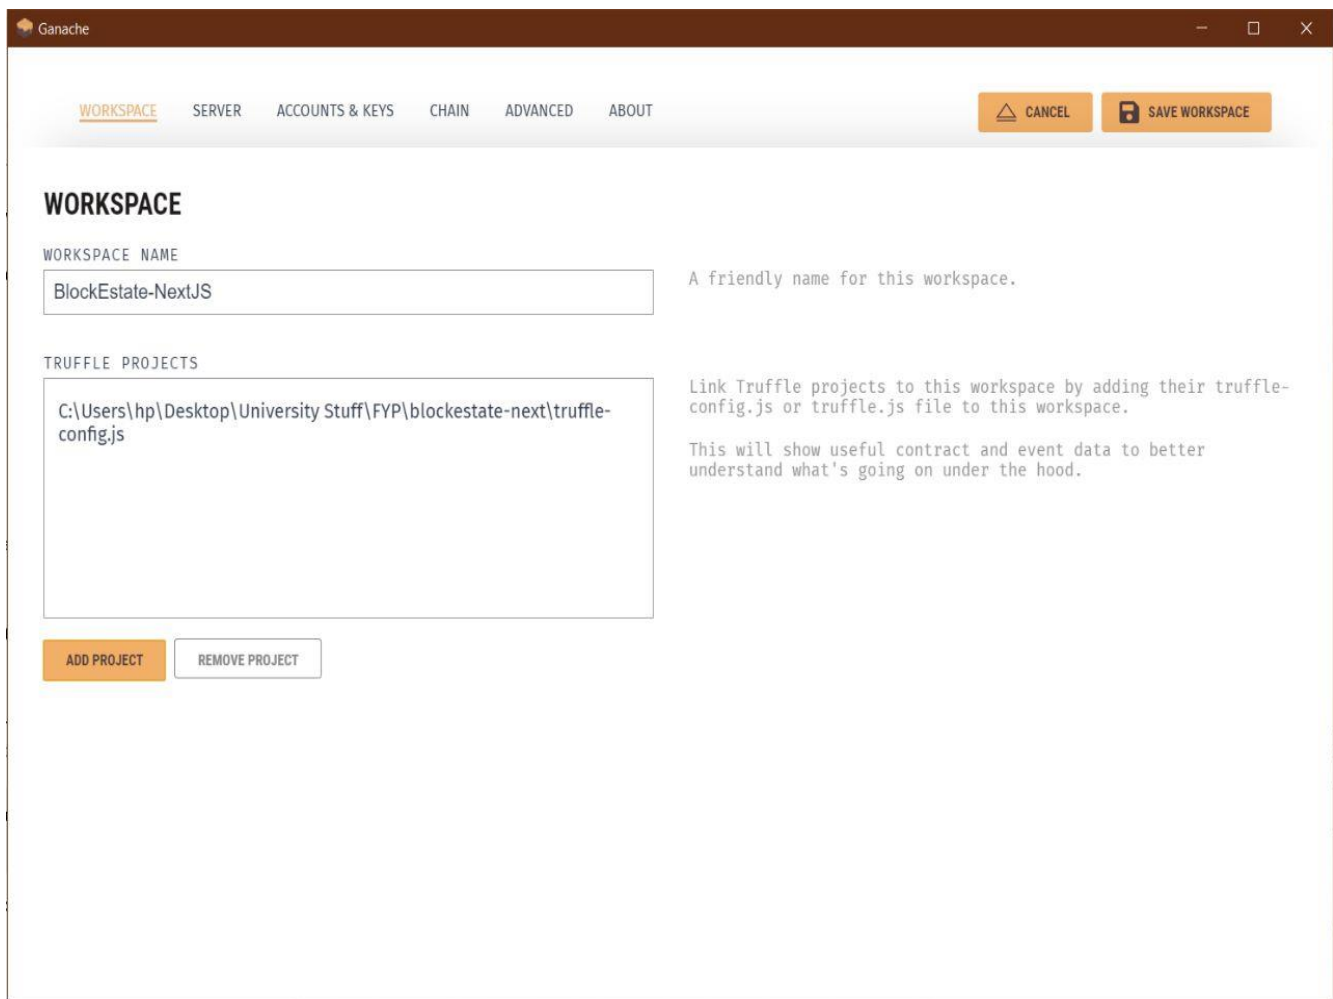 Ganache
WORKSPACE SERVER ACCOUNTS & KEYS CHAIN ADVANCED ABOUT CANCEL SAVE WORKSPACE
WORKSPACE
WORKSPACE NAME
BlockEstate-NextJS
A friendly name for this workspace.
TRUFFLE PROJECTS
C:\Users\hp\Desktop\University Stuff\FYP\blockestate-next\truffle-
config.js
Link Truffle projects to this workspace by adding their truffle-
config.js or truffle.js file to this workspace.
This will show useful contract and event data to better
understand what's going on under the hood.
ADD PROJECT REMOVE PROJECT